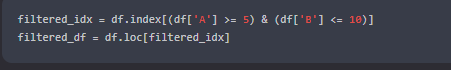 filtered_idx = df.index[(df['A'] >= 5) & (df['B'] <= 10)]
filtered_df = df.loc[filtered_idx]